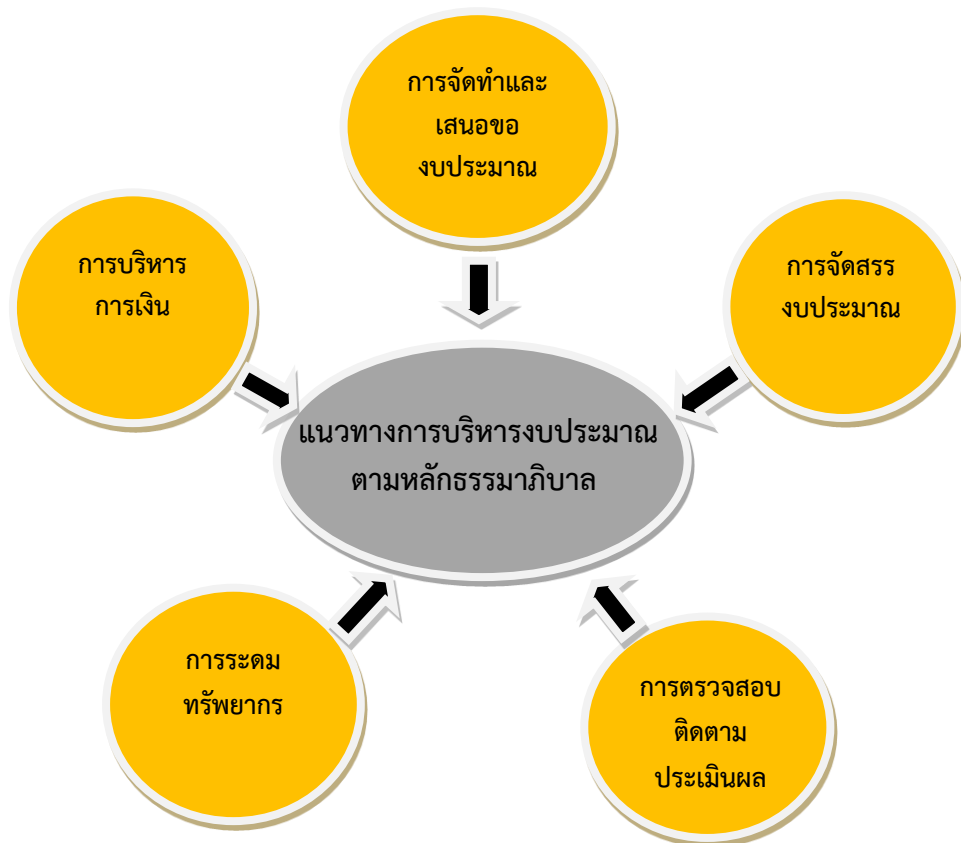 การจัดทำและ
เสนอขอ
งบประมาณ
การบริหาร
การเงิน
การจัดสรร
งบประมาณ
แนวทางการบริหารงบประมาณ
ตามหลักธรรมาภิบาล
การระดม
ทรัพยากร
การตรวจสอบ
ติดตาม
ประเมินผล